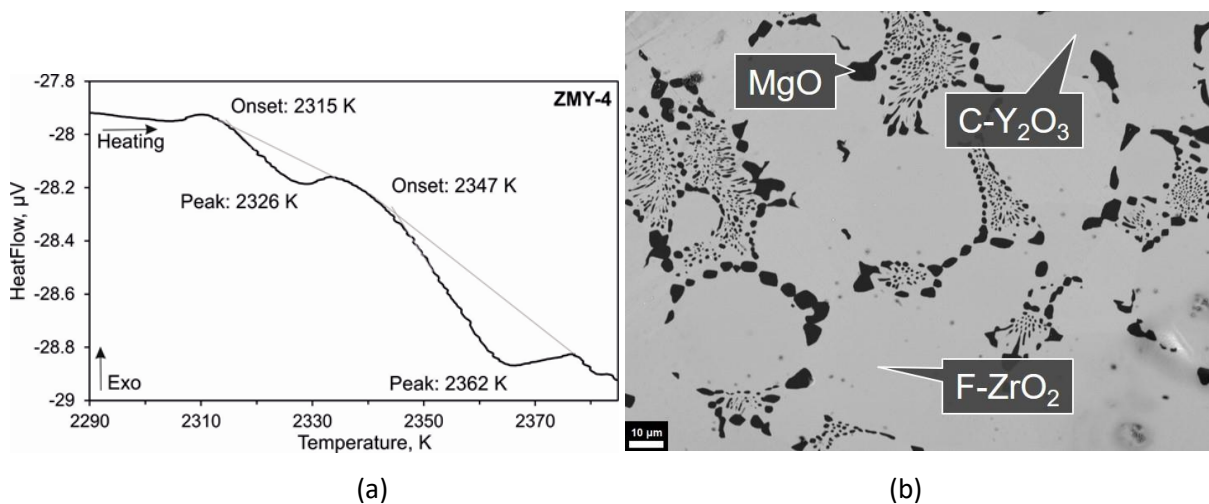 -27.8
-28
-28.2
-28.4
-28.6
-28.8
-29
HeatFlow, µV
ZMY-4
Onset: 2315 K
Heating
Onset: 2347 K
Peak: 2326 K
Peak: 2362 K
Exo
2290 2310 2330 2350 2370
Temperature, K
(a)
MgO
C-Y₂O₃
F-ZrO₂
10 µm
(b)